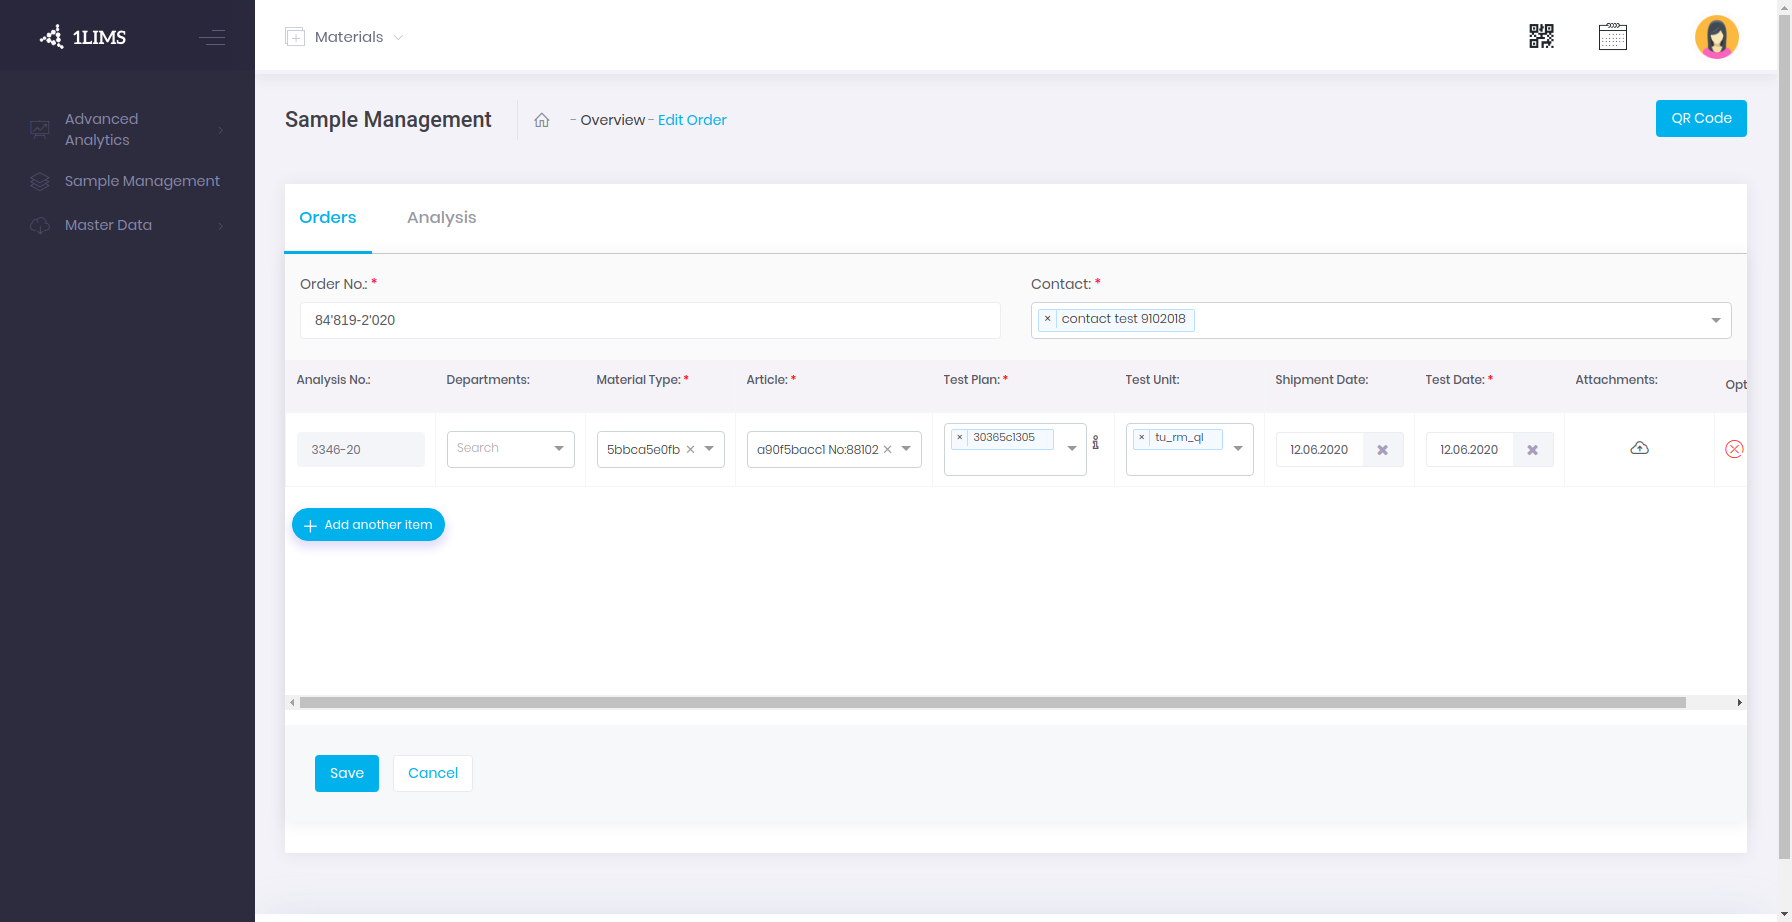 1LIMS
Materials
Advanced
Analytics
Sample Management
Master Data
Sample Management
- Overview - Edit Order
QR Code
Orders
Analysis
Order No.: *
Contact: *
84'819-2'020
× contact test 9102018
Analysis No.:
Departments:
Material Type: *
Article: *
Test Plan: *
Test Unit:
Shipment Date:
Test Date: *
Attachments:
Opt
3346-20
Search
5bbca5e0fb ×
a90f5bacc1 No:88102 ×
× 30365c1305
× tu_rm_ql
12.06.2020
12.06.2020
+ Add another item
Save
Cancel